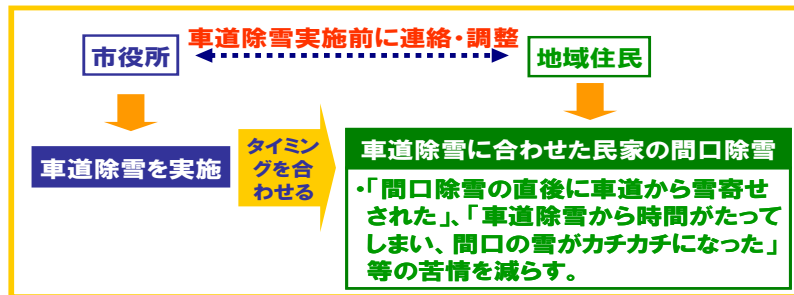 車道除雪実施前に連絡・調整
市役所
地域住民
車道除雪を実施
タイミン
グを合
わせる
車道除雪に合わせた民家の間口除雪
・「間口除雪の直後に車道から雪寄せ
された」、「車道除雪から時間がたって
しまい、間口の雪がカチカチになった」
等の苦情を減らす。